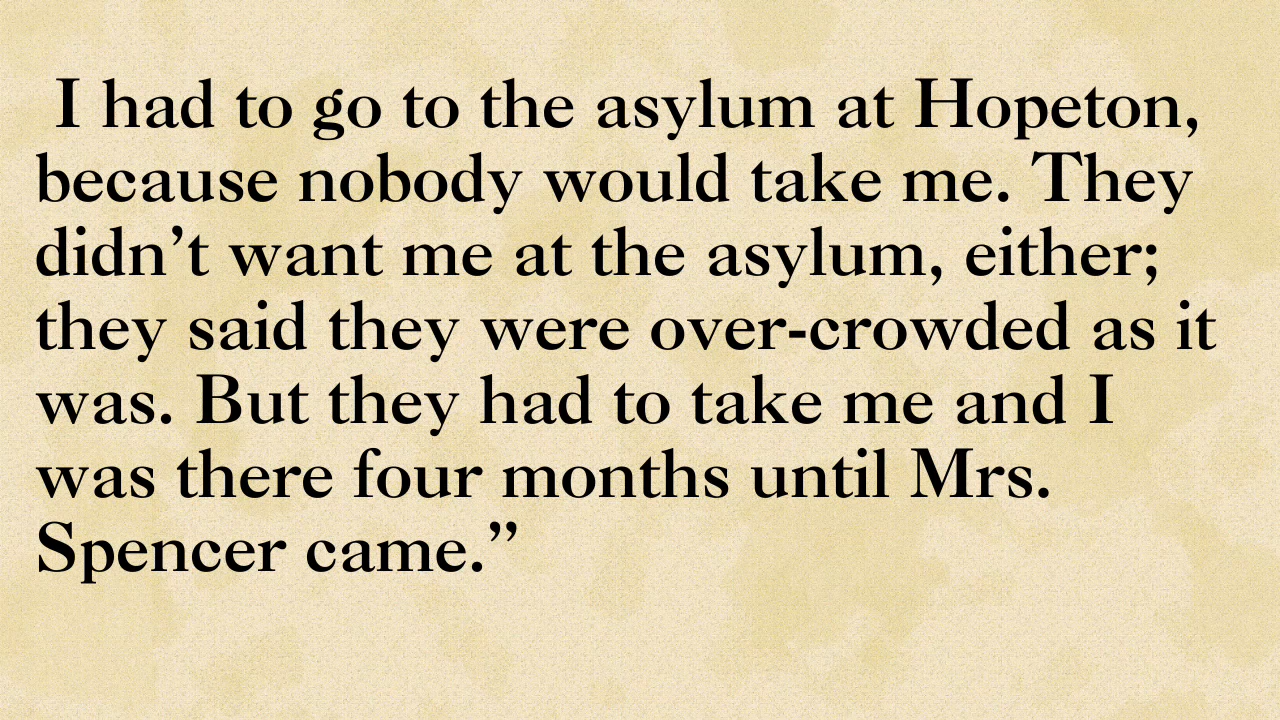 I had to go to the asylum at Hopeton,
because nobody would take me. They
didn’t want me at the asylum, either;
they said they were over-crowded as it
was. But they had to take me and I
was there four months until Mrs.
Spencer came.”